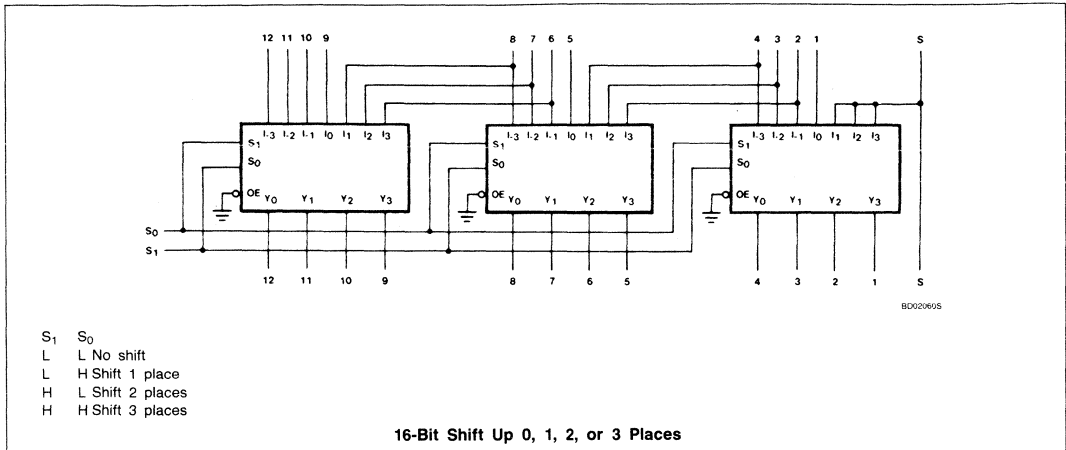 12 11 10 9 8 7 6 5 4 3 2 1 S
I-3 I-2 I-1 I0 I1 I2 I3 I-3 I-2 I-1 I0 I1 I2 I3 I-3 I-2 I-1 I0 I1 I2 I3
S1 S1 S1
S0 S0 S0
OE OE OE
Y0 Y1 Y2 Y3 Y0 Y1 Y2 Y3 Y0 Y1 Y2 Y3
S0
S1
12 11 10 9 8 7 6 5 4 3 2 1 S
BD02060S
S1 S0
L L No shift
L H Shift 1 place
H L Shift 2 places
H H Shift 3 places
16-Bit Shift Up 0, 1, 2, or 3 Places